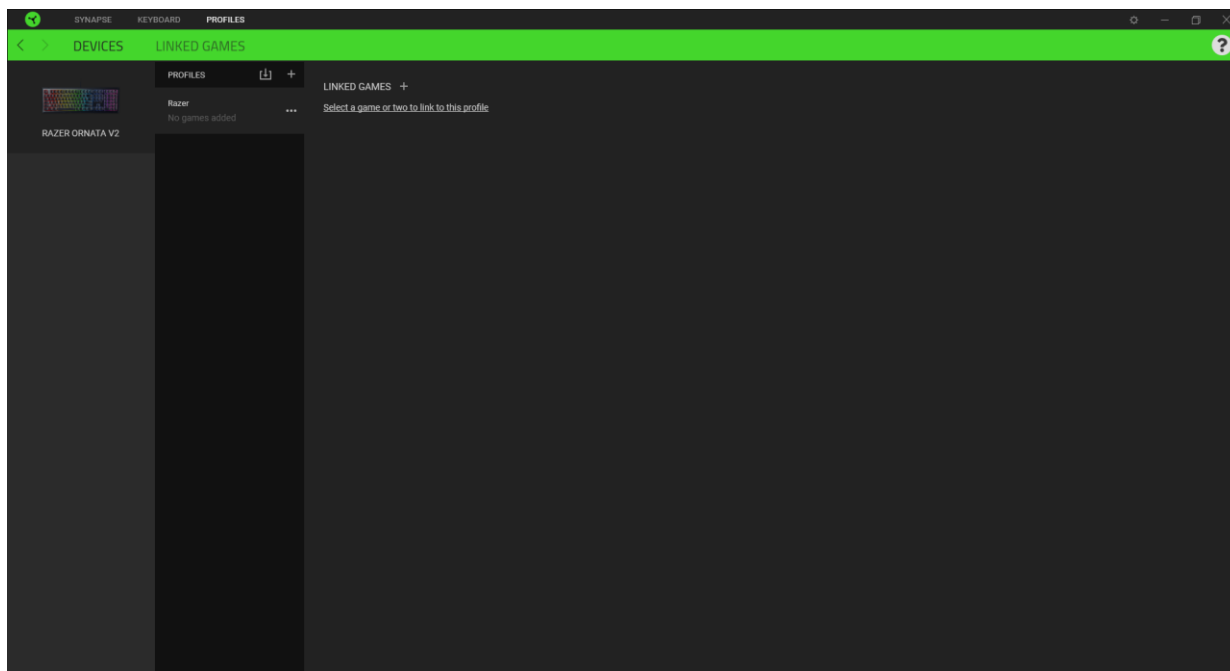 SYNAPSE KEYBOARD PROFILES
DEVICES LINKED GAMES
?
RAZER ORNATA V2
PROFILES
Razer
No games added
LINKED GAMES +
Select a game or two to link to this profile